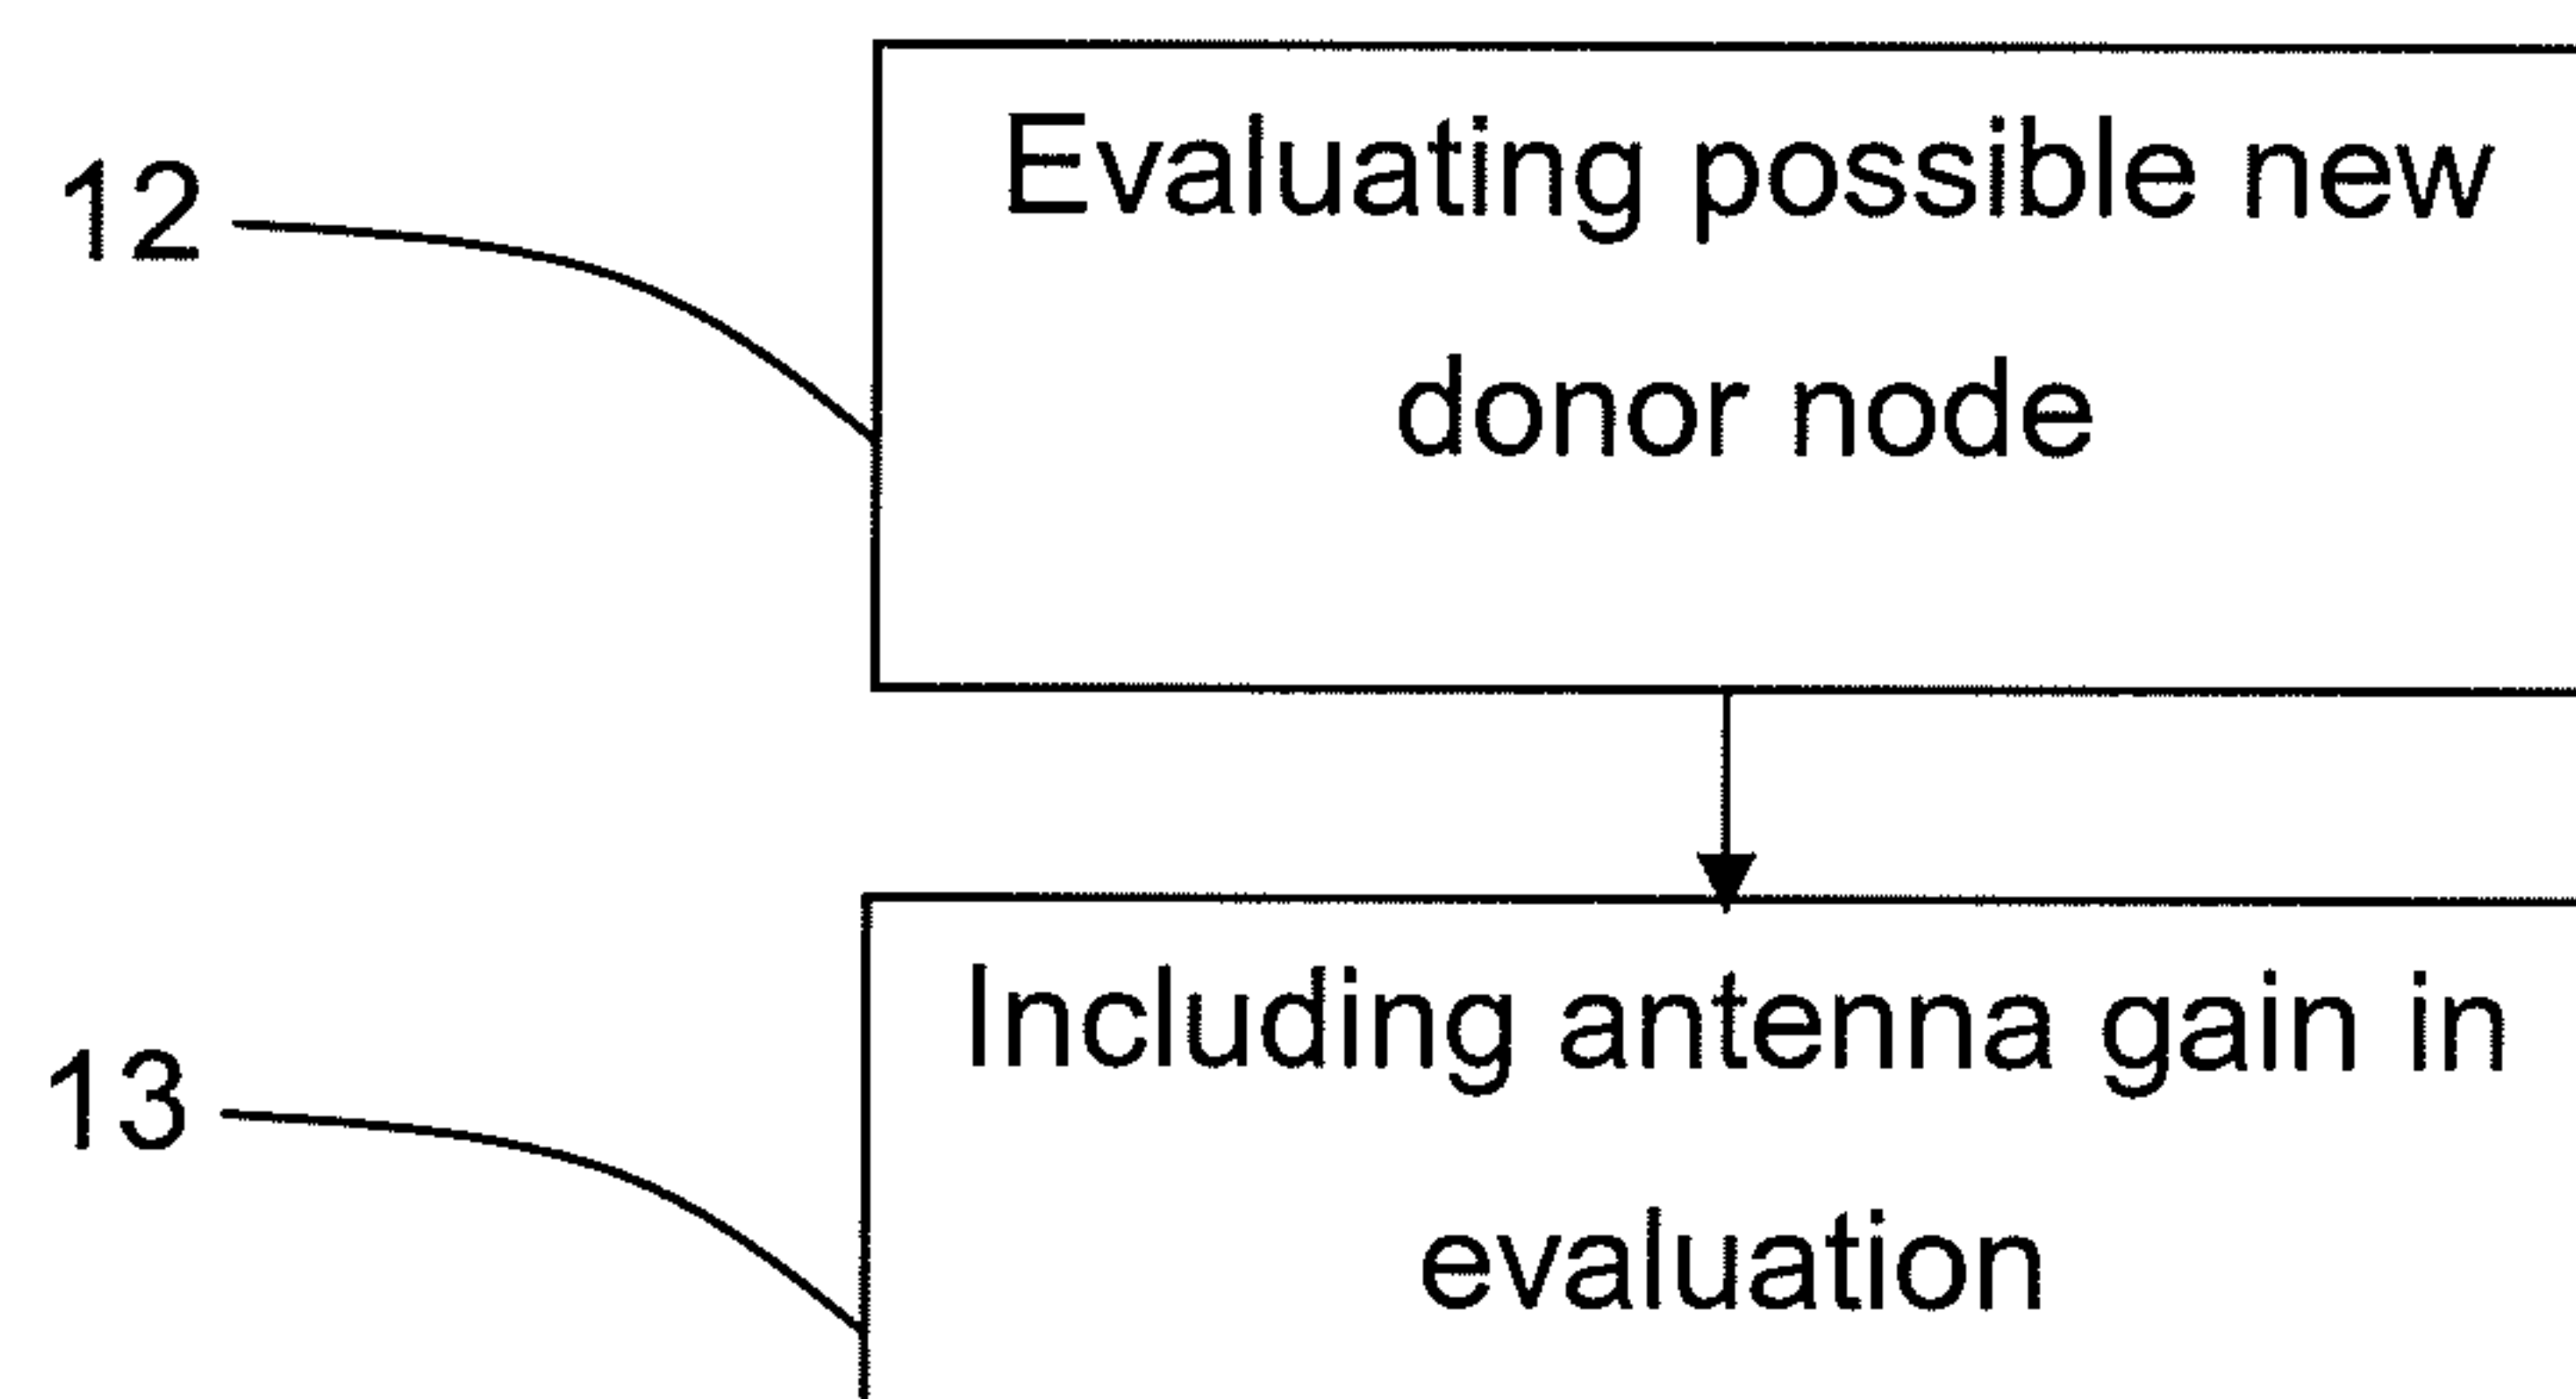 12
Evaluating possible new
donor node
13
Including antenna gain in
evaluation